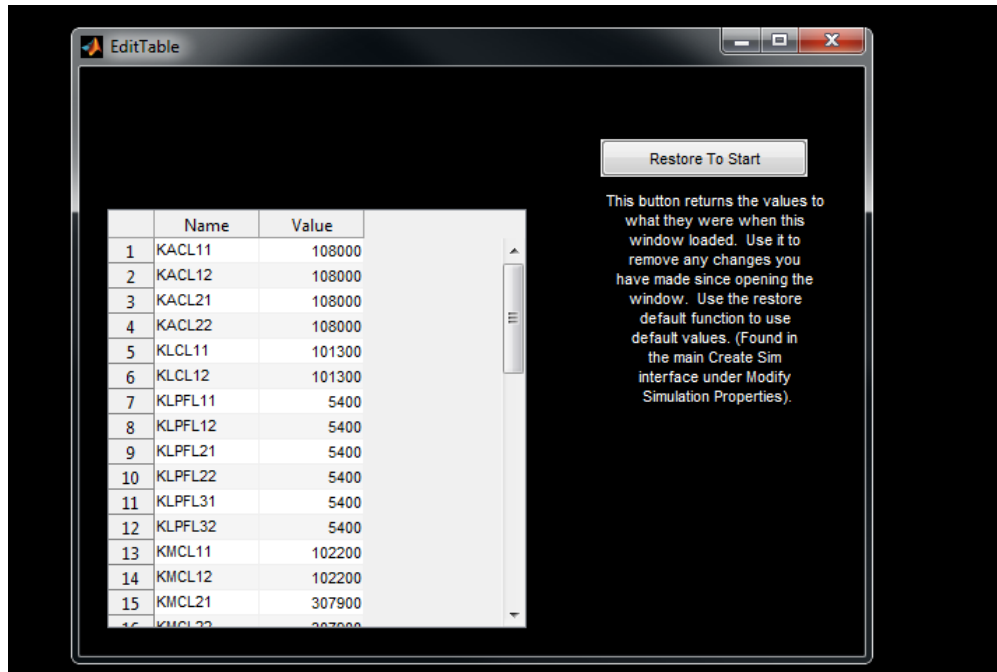 EditTable
Restore To Start
This button returns the values to
what they were when this
window loaded. Use it to
remove any changes you
have made since opening the
window. Use the restore
default function to use
default values. (Found in
the main Create Sim
interface under Modify
Simulation Properties).
Name Value
1 KACL11 108000
2 KACL12 108000
3 KACL21 108000
4 KACL22 108000
5 KLCL11 101300
6 KLCL12 101300
7 KLPFL11 5400
8 KLPFL12 5400
9 KLPFL21 5400
10 KLPFL22 5400
11 KLPFL31 5400
12 KLPFL32 5400
13 KMCL11 102200
14 KMCL12 102200
15 KMCL21 307900